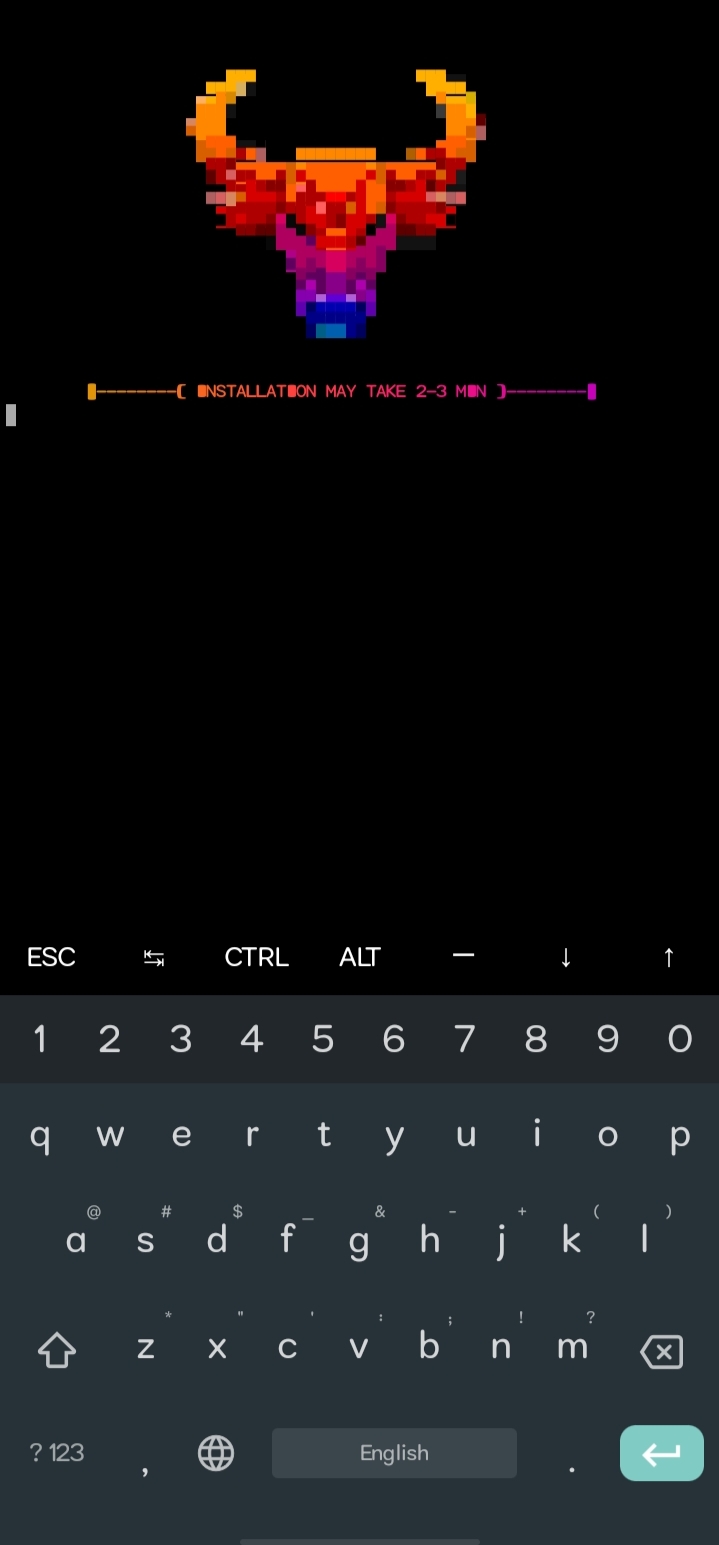 █--------❲ █NSTALLAT█ON MAY TAKE 2-3 M█N ❳--------█
ESC ↹ CTRL ALT — ↓ ↑
1 2 3 4 5 6 7 8 9 0
q w e r t y u i o p
@ # $ _ & - + ( )
a s d f g h j k l
* " ' : ; ! ?
z x c v b n m
?123 , English .